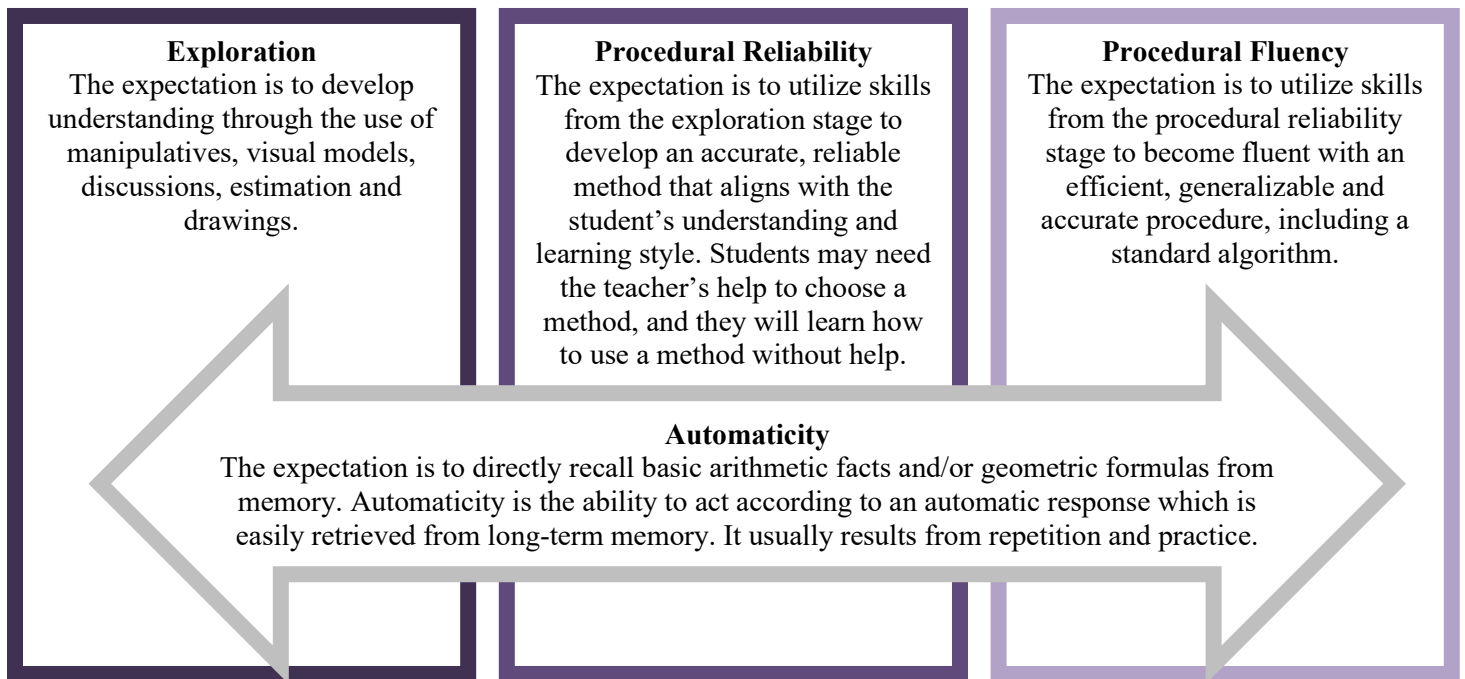 Exploration
The expectation is to develop
understanding through the use of
manipulatives, visual models,
discussions, estimation and
drawings.
Procedural Reliability
The expectation is to utilize skills
from the exploration stage to
develop an accurate, reliable
method that aligns with the
student’s understanding and
learning style. Students may need
the teacher’s help to choose a
method, and they will learn how
to use a method without help.
Procedural Fluency
The expectation is to utilize skills
from the procedural reliability
stage to become fluent with an
efficient, generalizable and
accurate procedure, including a
standard algorithm.
Automaticity
The expectation is to directly recall basic arithmetic facts and/or geometric formulas from
memory. Automaticity is the ability to act according to an automatic response which is
easily retrieved from long-term memory. It usually results from repetition and practice.